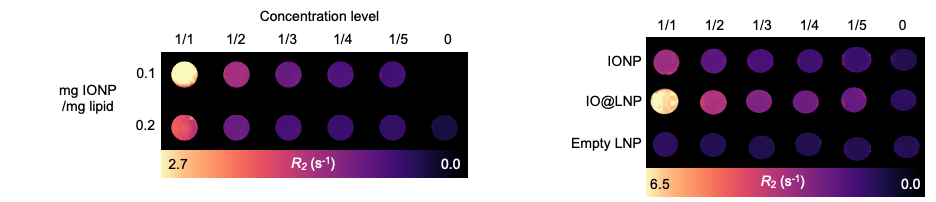 Concentration level
1/1 1/2 1/3 1/4 1/5 0
mg IONP
/mg lipid
0.1
0.2
2.7 R2 (s-1) 0.0
1/1 1/2 1/3 1/4 1/5 0
IONP
IO@LNP
Empty LNP
6.5 R2 (s-1) 0.0